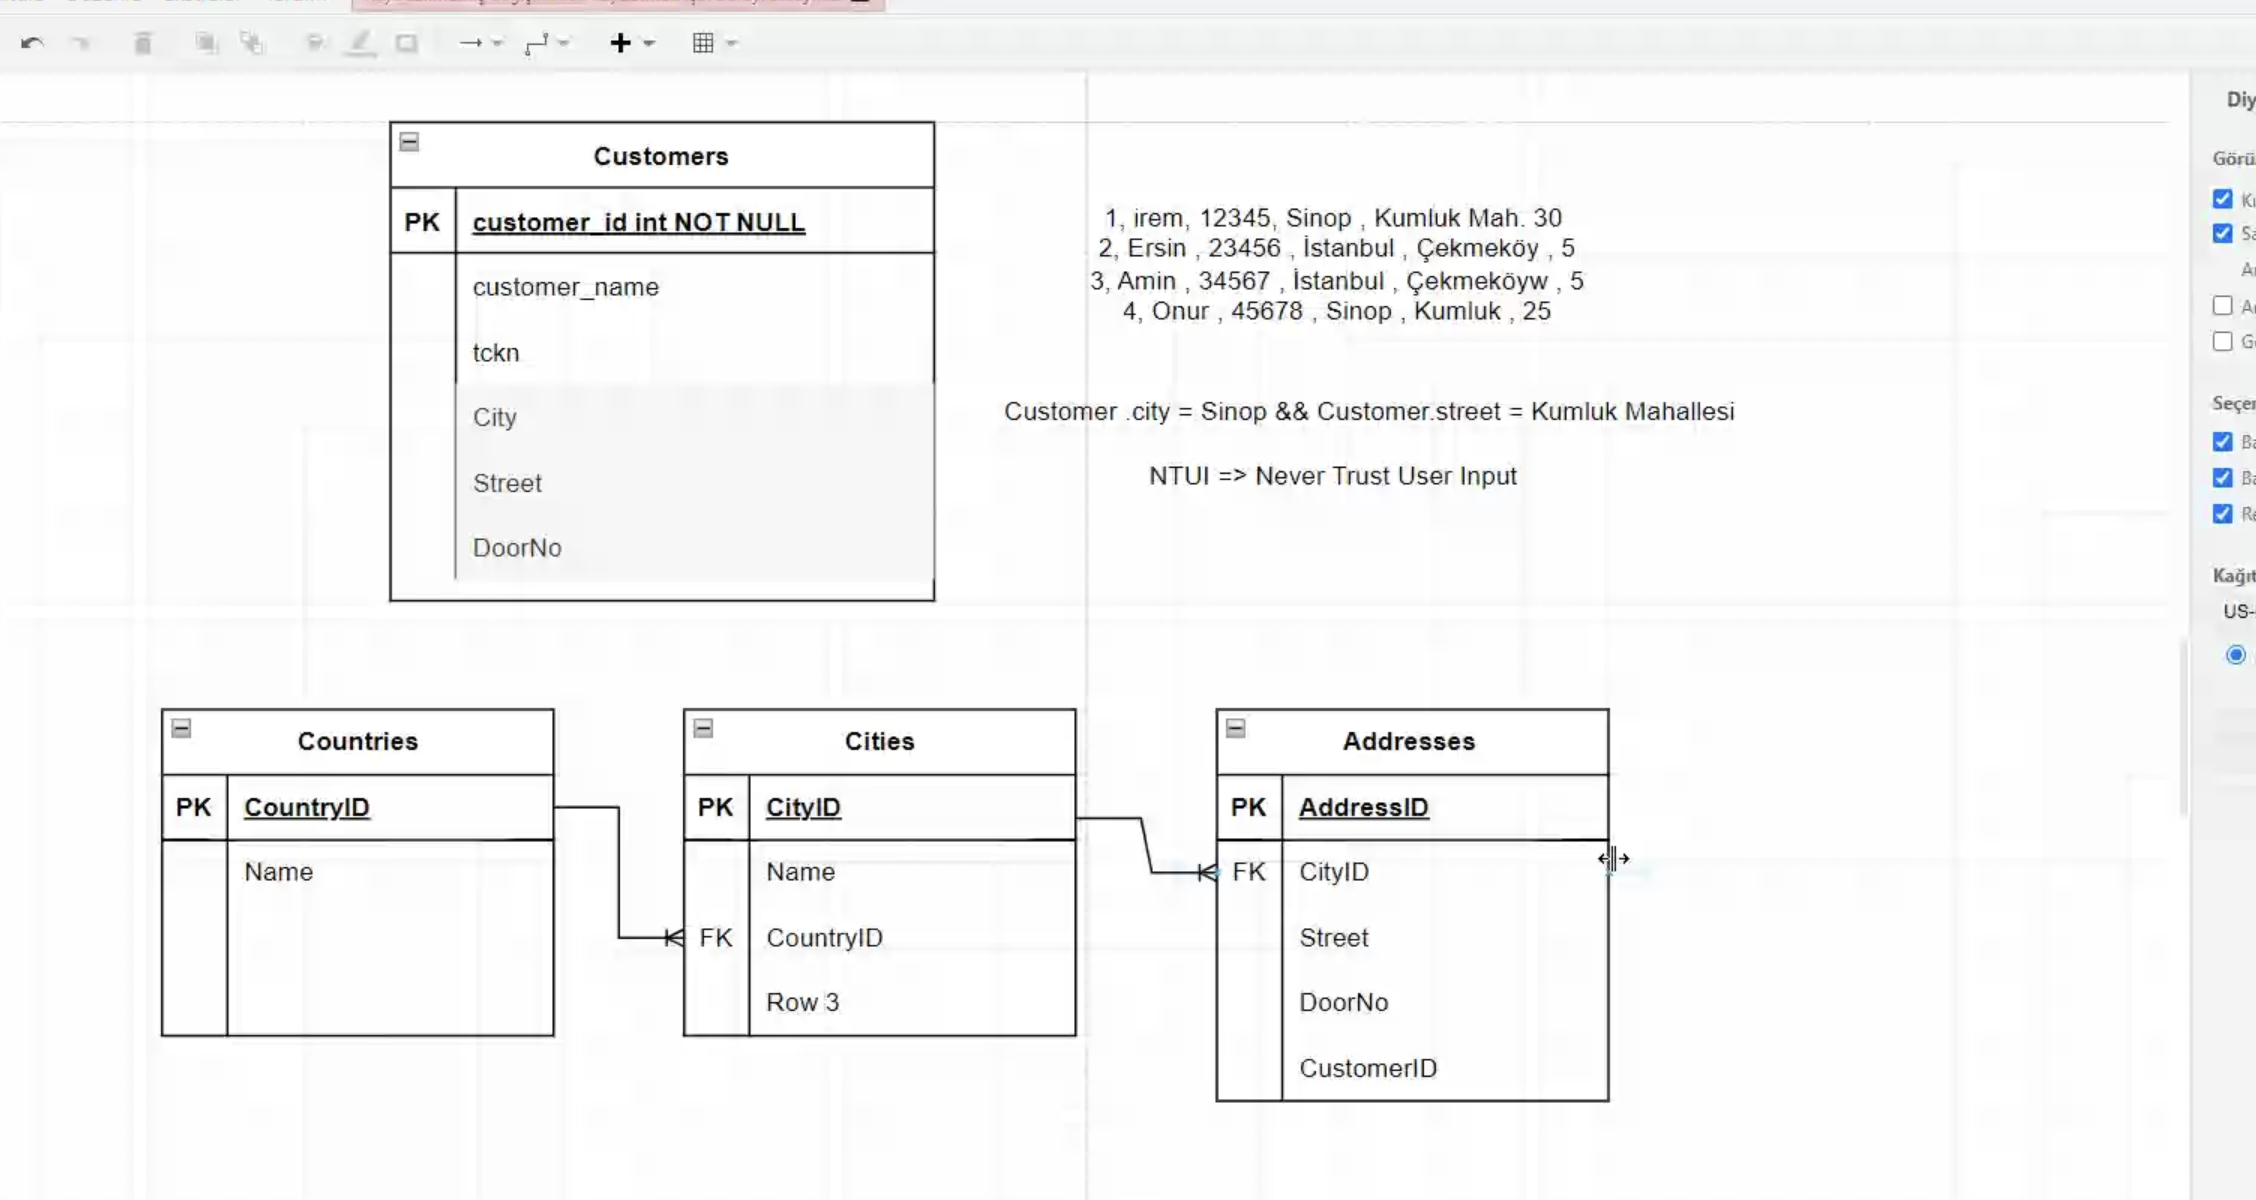 Diy
Customers
PK customer_id int NOT NULL
customer_name
tckn
City
Street
DoorNo
1, irem, 12345, Sinop , Kumluk Mah. 30
2, Ersin , 23456 , İstanbul , Çekmeköy , 5
3, Amin , 34567 , İstanbul , Çekmeköyw , 5
4, Onur , 45678 , Sinop , Kumluk , 25
Customer .city = Sinop && Customer.street = Kumluk Mahallesi
NTUI => Never Trust User Input
Görü
Seçer
Kağıt
US-
Countries
PK CountryID
Name
Cities
PK CityID
Name
FK CountryID
Row 3
Addresses
PK AddressID
FK CityID
Street
DoorNo
CustomerID